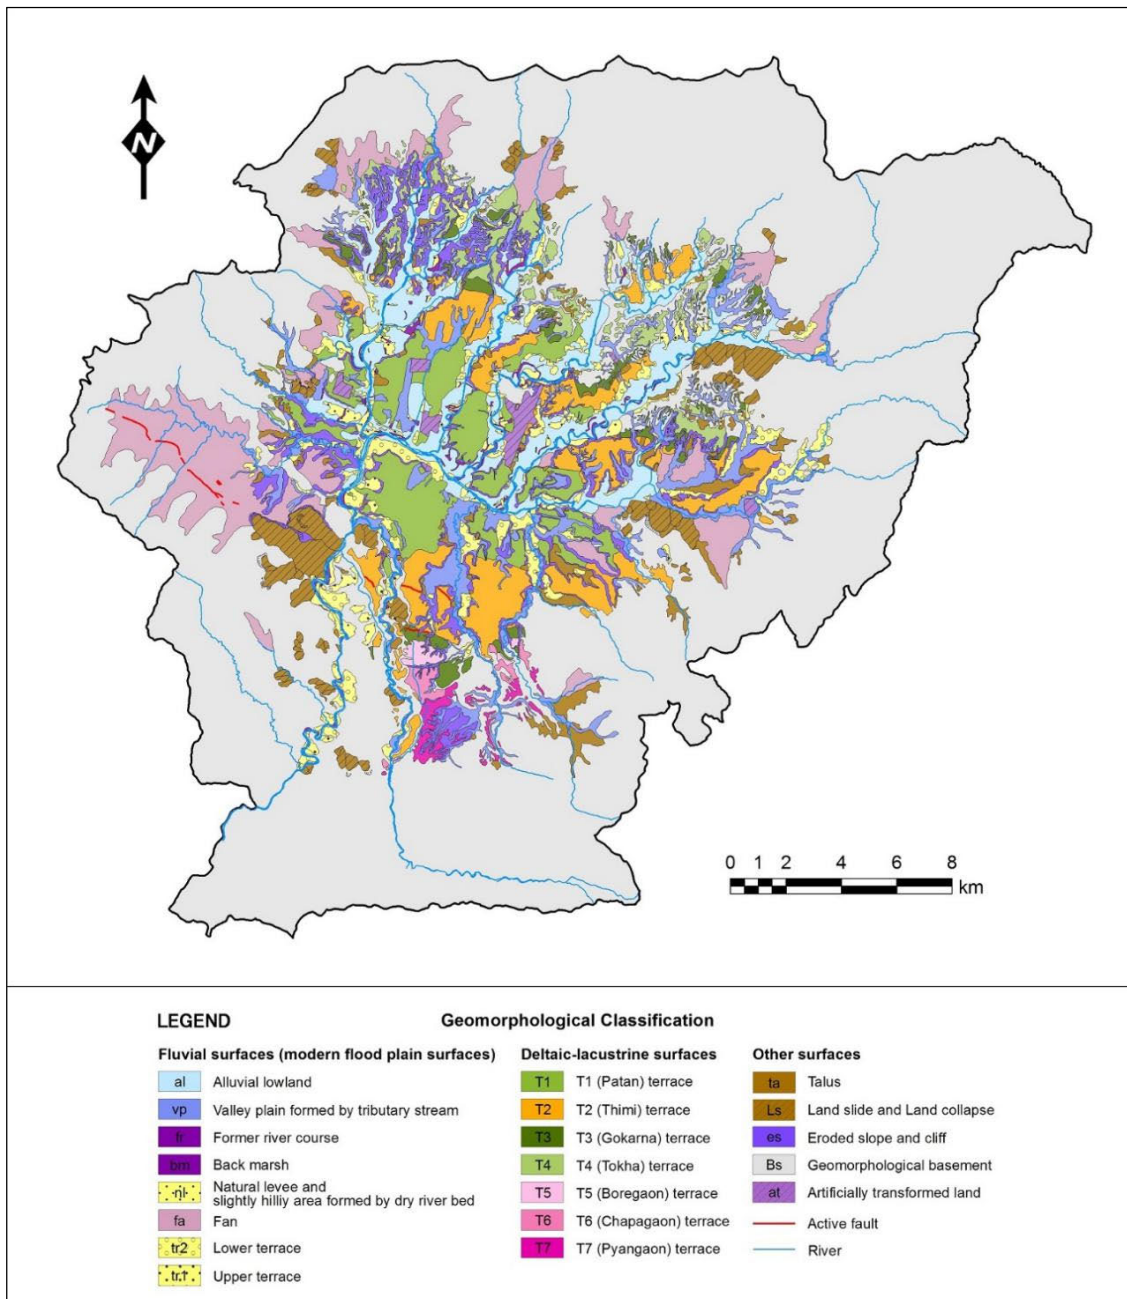 N
0 1 2 4 6 8
km
LEGEND
Geomorphological Classification
Fluvial surfaces (modern flood plain surfaces)
al Alluvial lowland
vp Valley plain formed by tributary stream
fr Former river course
bm Back marsh
nl Natural levee and
slightly hilliy area formed by dry river bed
fa Fan
tr2 Lower terrace
tr1 Upper terrace
Deltaic-lacustrine surfaces
T1 T1 (Patan) terrace
T2 T2 (Thimi) terrace
T3 T3 (Gokarna) terrace
T4 T4 (Tokha) terrace
T5 T5 (Boregaon) terrace
T6 T6 (Chapagaon) terrace
T7 T7 (Pyangaon) terrace
Other surfaces
ta Talus
Ls Land slide and Land collapse
es Eroded slope and cliff
Bs Geomorphological basement
at Artificially transformed land
Active fault
River